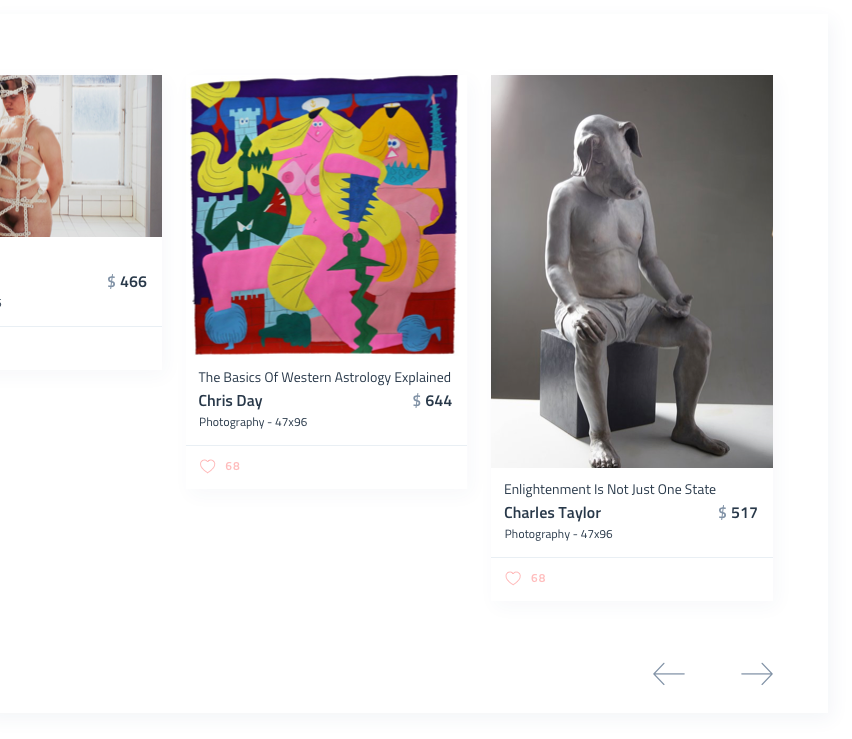 $ 466
The Basics Of Western Astrology Explained
Chris Day
$ 644
Photography - 47x96
68
Enlightenment Is Not Just One State
Charles Taylor
$ 517
Photography - 47x96
68